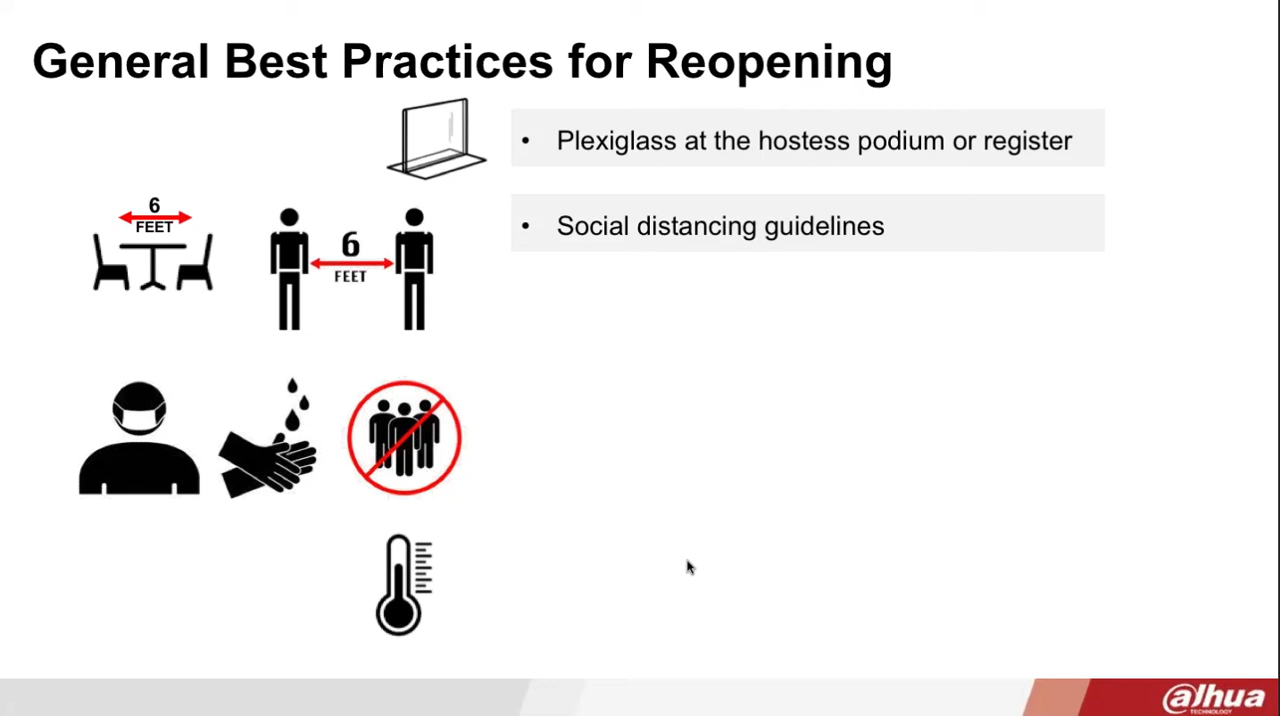 General Best Practices for Reopening
• Plexiglass at the hostess podium or register
6
FEET
6
FEET
• Social distancing guidelines
alhua
TECHNOLOGY